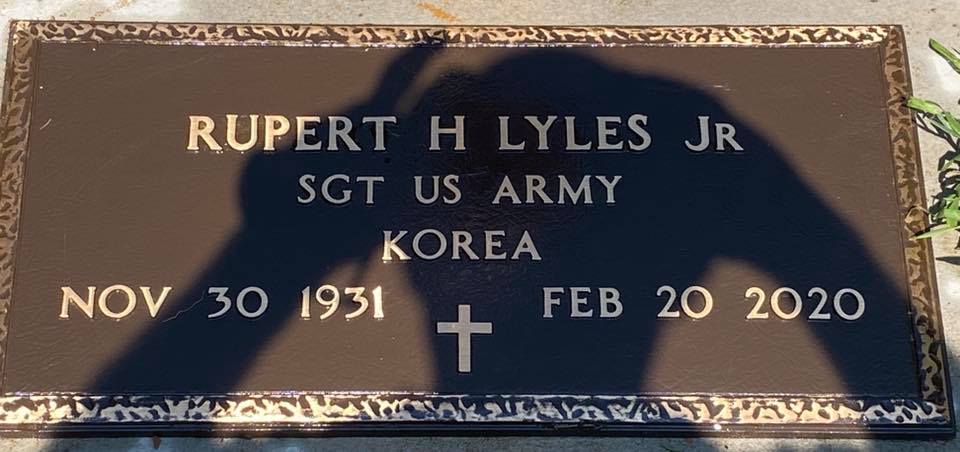 RUPERT H LYLES JR
SGT US ARMY
KOREA
NOV 30 1931 FEB 20 2020